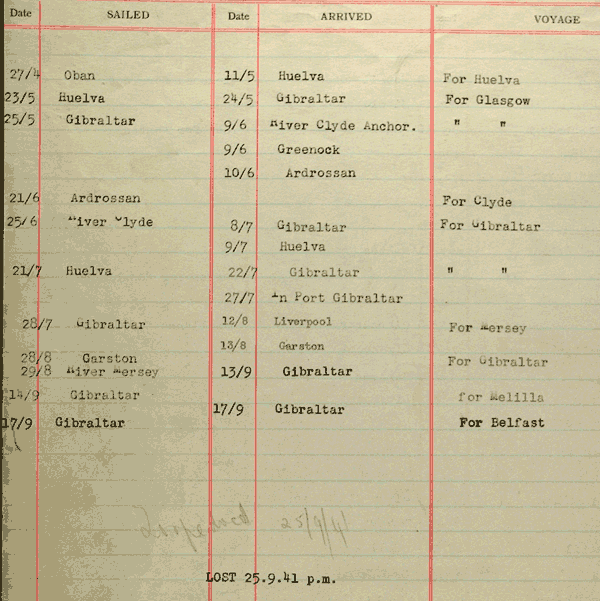 Date SAILED Date ARRIVED VOYAGE
27/4 Oban 11/5 Huelva For Huelva
23/5 Huelva 24/5 Gibraltar For Glasgow
25/5 Gibraltar 9/6 River Clyde Anchor. " "
9/6 Greenock
10/6 Ardrossan
21/6 Ardrossan For Clyde
25/6 River Clyde 8/7 Gibraltar For Gibraltar
9/7 Huelva
21/7 Huelva 22/7 Gibraltar " "
27/7 In Port Gibraltar
28/7 Gibraltar 12/8 Liverpool For Mersey
13/8 Garston
28/8 Garston For Gibraltar
29/8 River Mersey 13/9 Gibraltar
14/9 Gibraltar for Melilla
17/9 Gibraltar
17/9 Gibraltar For Belfast
Torpedoed 25/9/41
LOST 25.9.41 p.m.